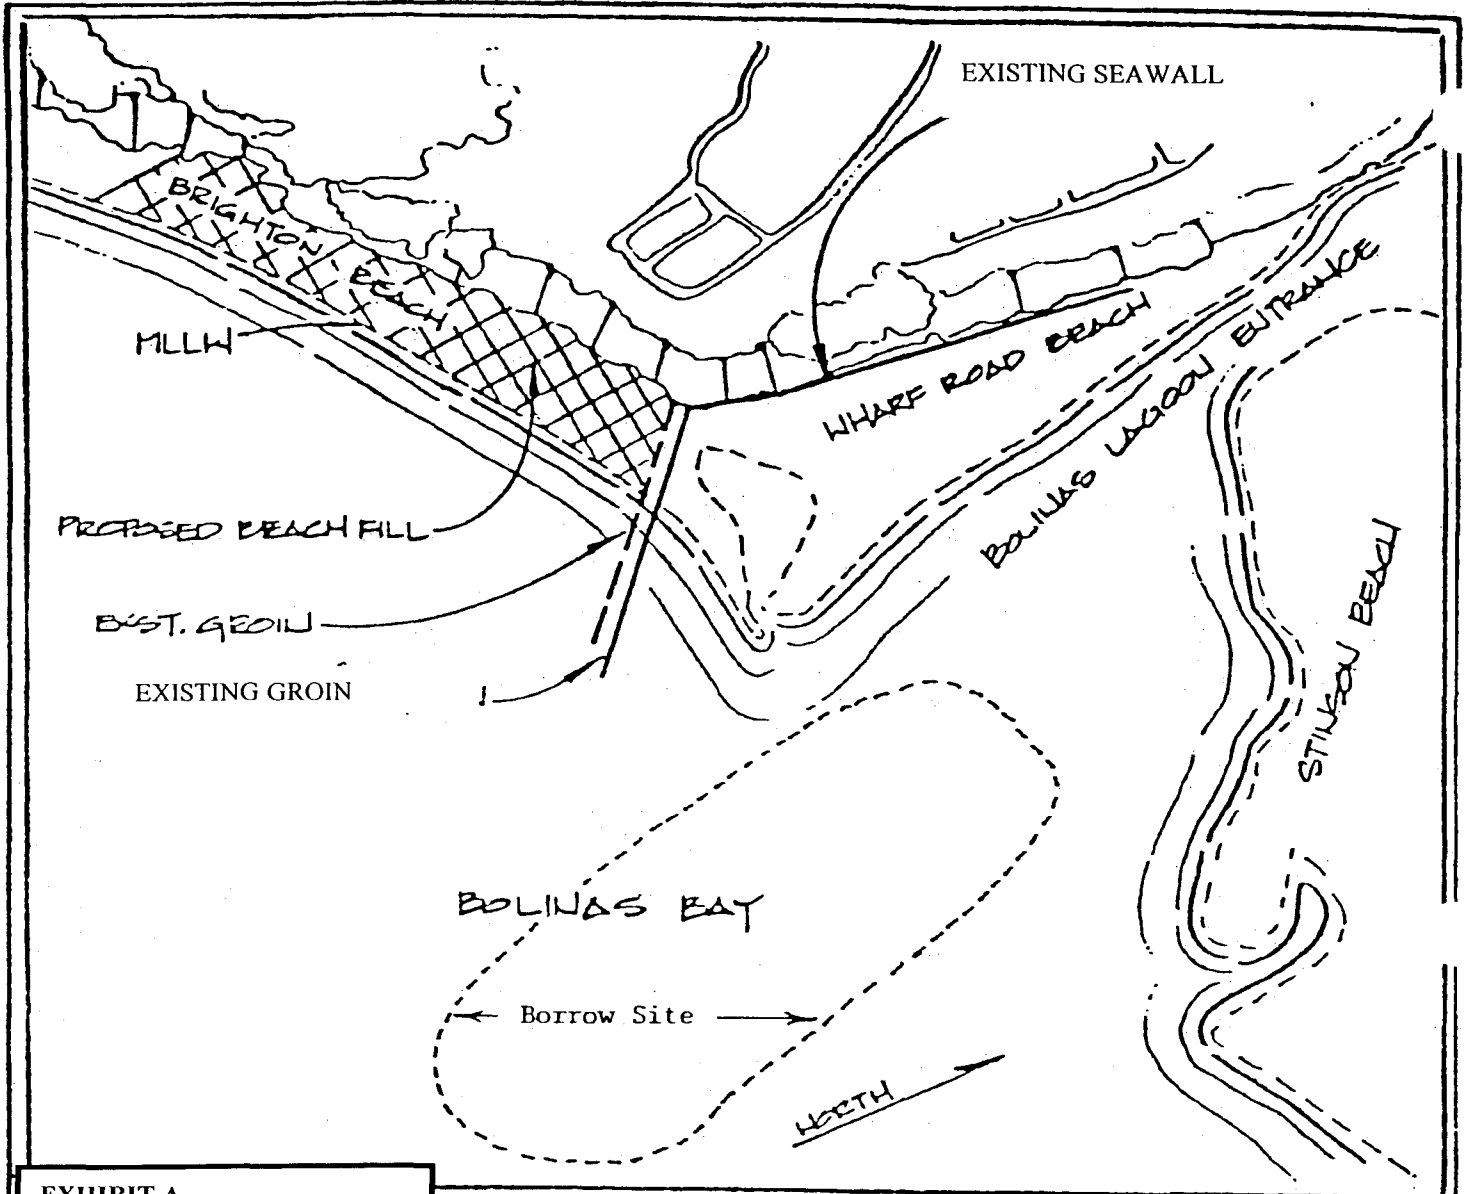 EXISTING SEAWALL
BRIGHTON
BEACH
MLLW
WHARF ROAD BEACH
BOLINAS LAGOON ENTRANCE
PROPOSED BEACH FILL
STINSON BEACH
EXIST. GROIN
EXISTING GROIN
BOLINAS BAY
Borrow Site
NORTH
EXHIBIT A